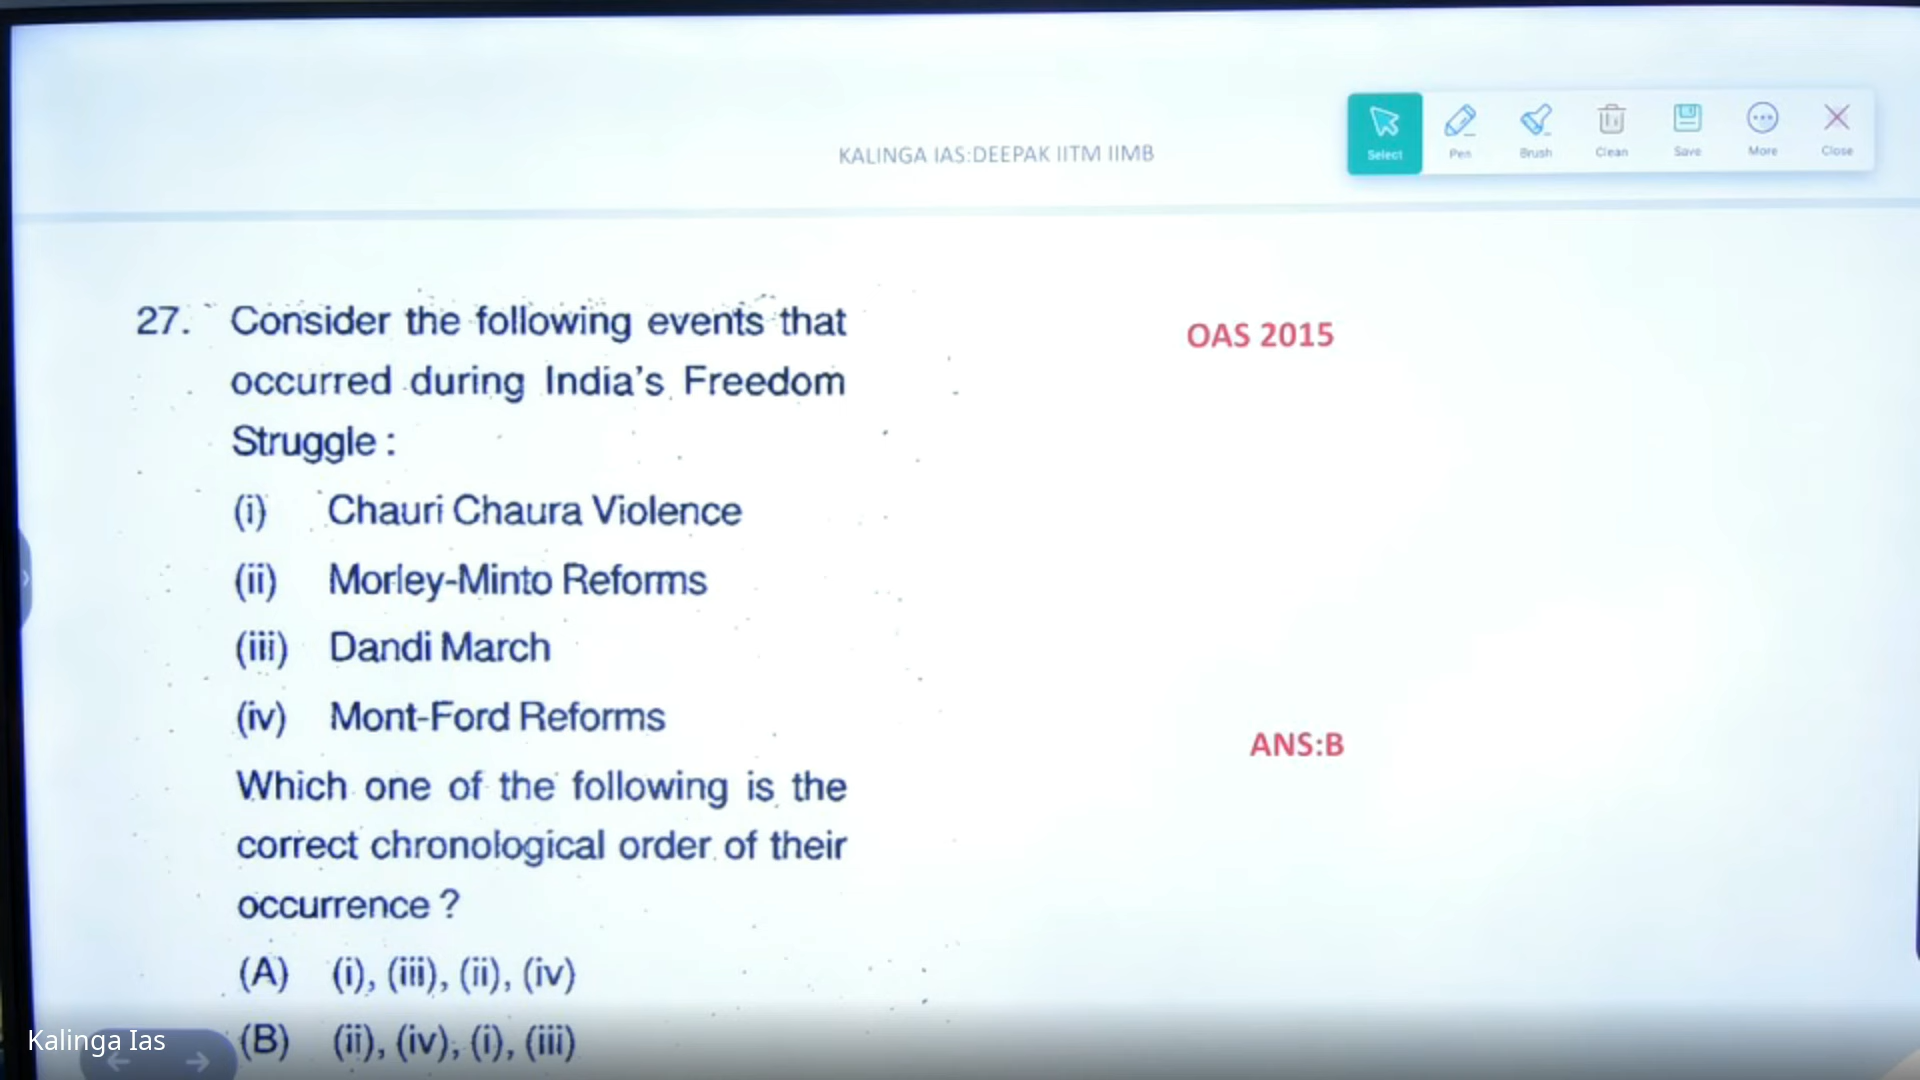 KALINGA IAS:DEEPAK IITM IIMB
Select Pen Brush Clean Save More Close
27. Consider the following events that
occurred during India's Freedom
Struggle :
OAS 2015
(i) Chauri Chaura Violence
(ii) Morley-Minto Reforms
(iii) Dandi March
(iv) Mont-Ford Reforms
ANS:B
Which one of the following is the
correct chronological order of their
occurrence ?
(A) (i), (iii), (ii), (iv)
(B) (ii), (iv), (i), (iii)
Kalinga Ias